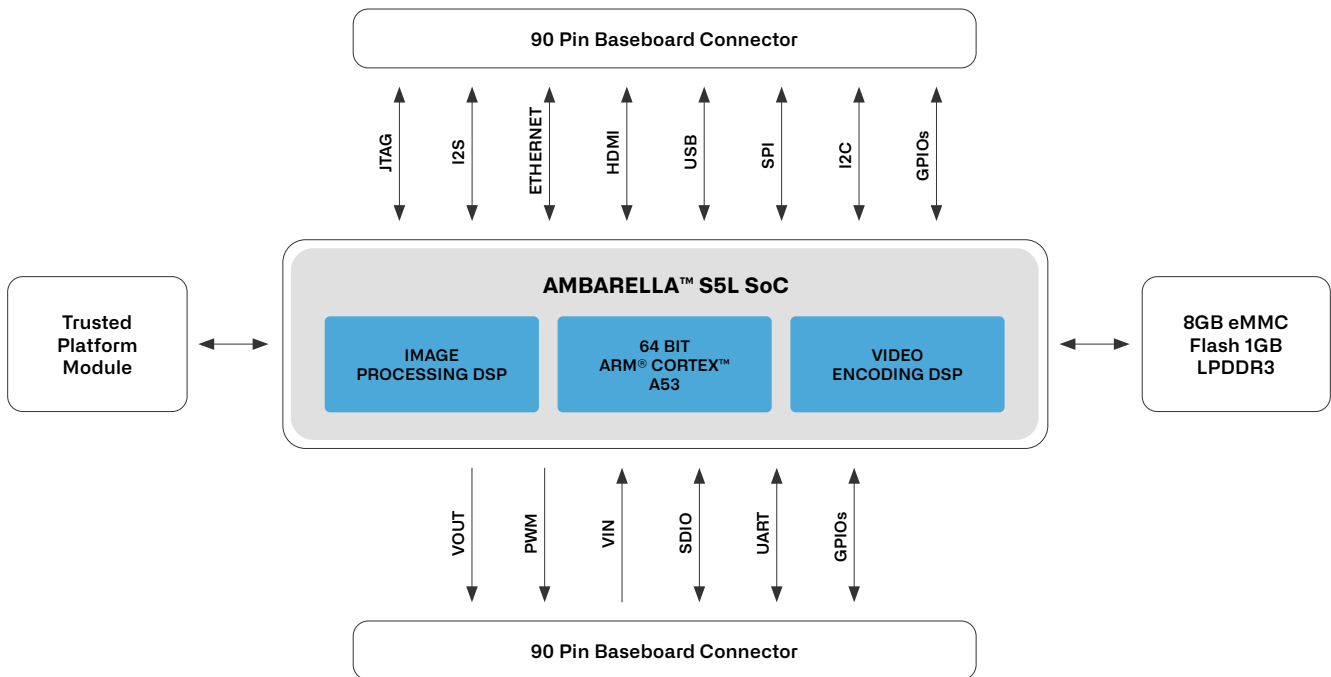 90 Pin Baseboard Connector
JTAG
I2S
ETHERNET
HDMI
USB
SPI
I2C
GPIOs
AMBARELLA™ S5L SoC
Trusted
Platform
Module
IMAGE
PROCESSING DSP
64 BIT
ARM® CORTEX™
A53
VIDEO
ENCODING DSP
8GB eMMC
Flash 1GB
LPDDR3
VOUT
PWM
VIN
SDIO
UART
GPIOs
90 Pin Baseboard Connector